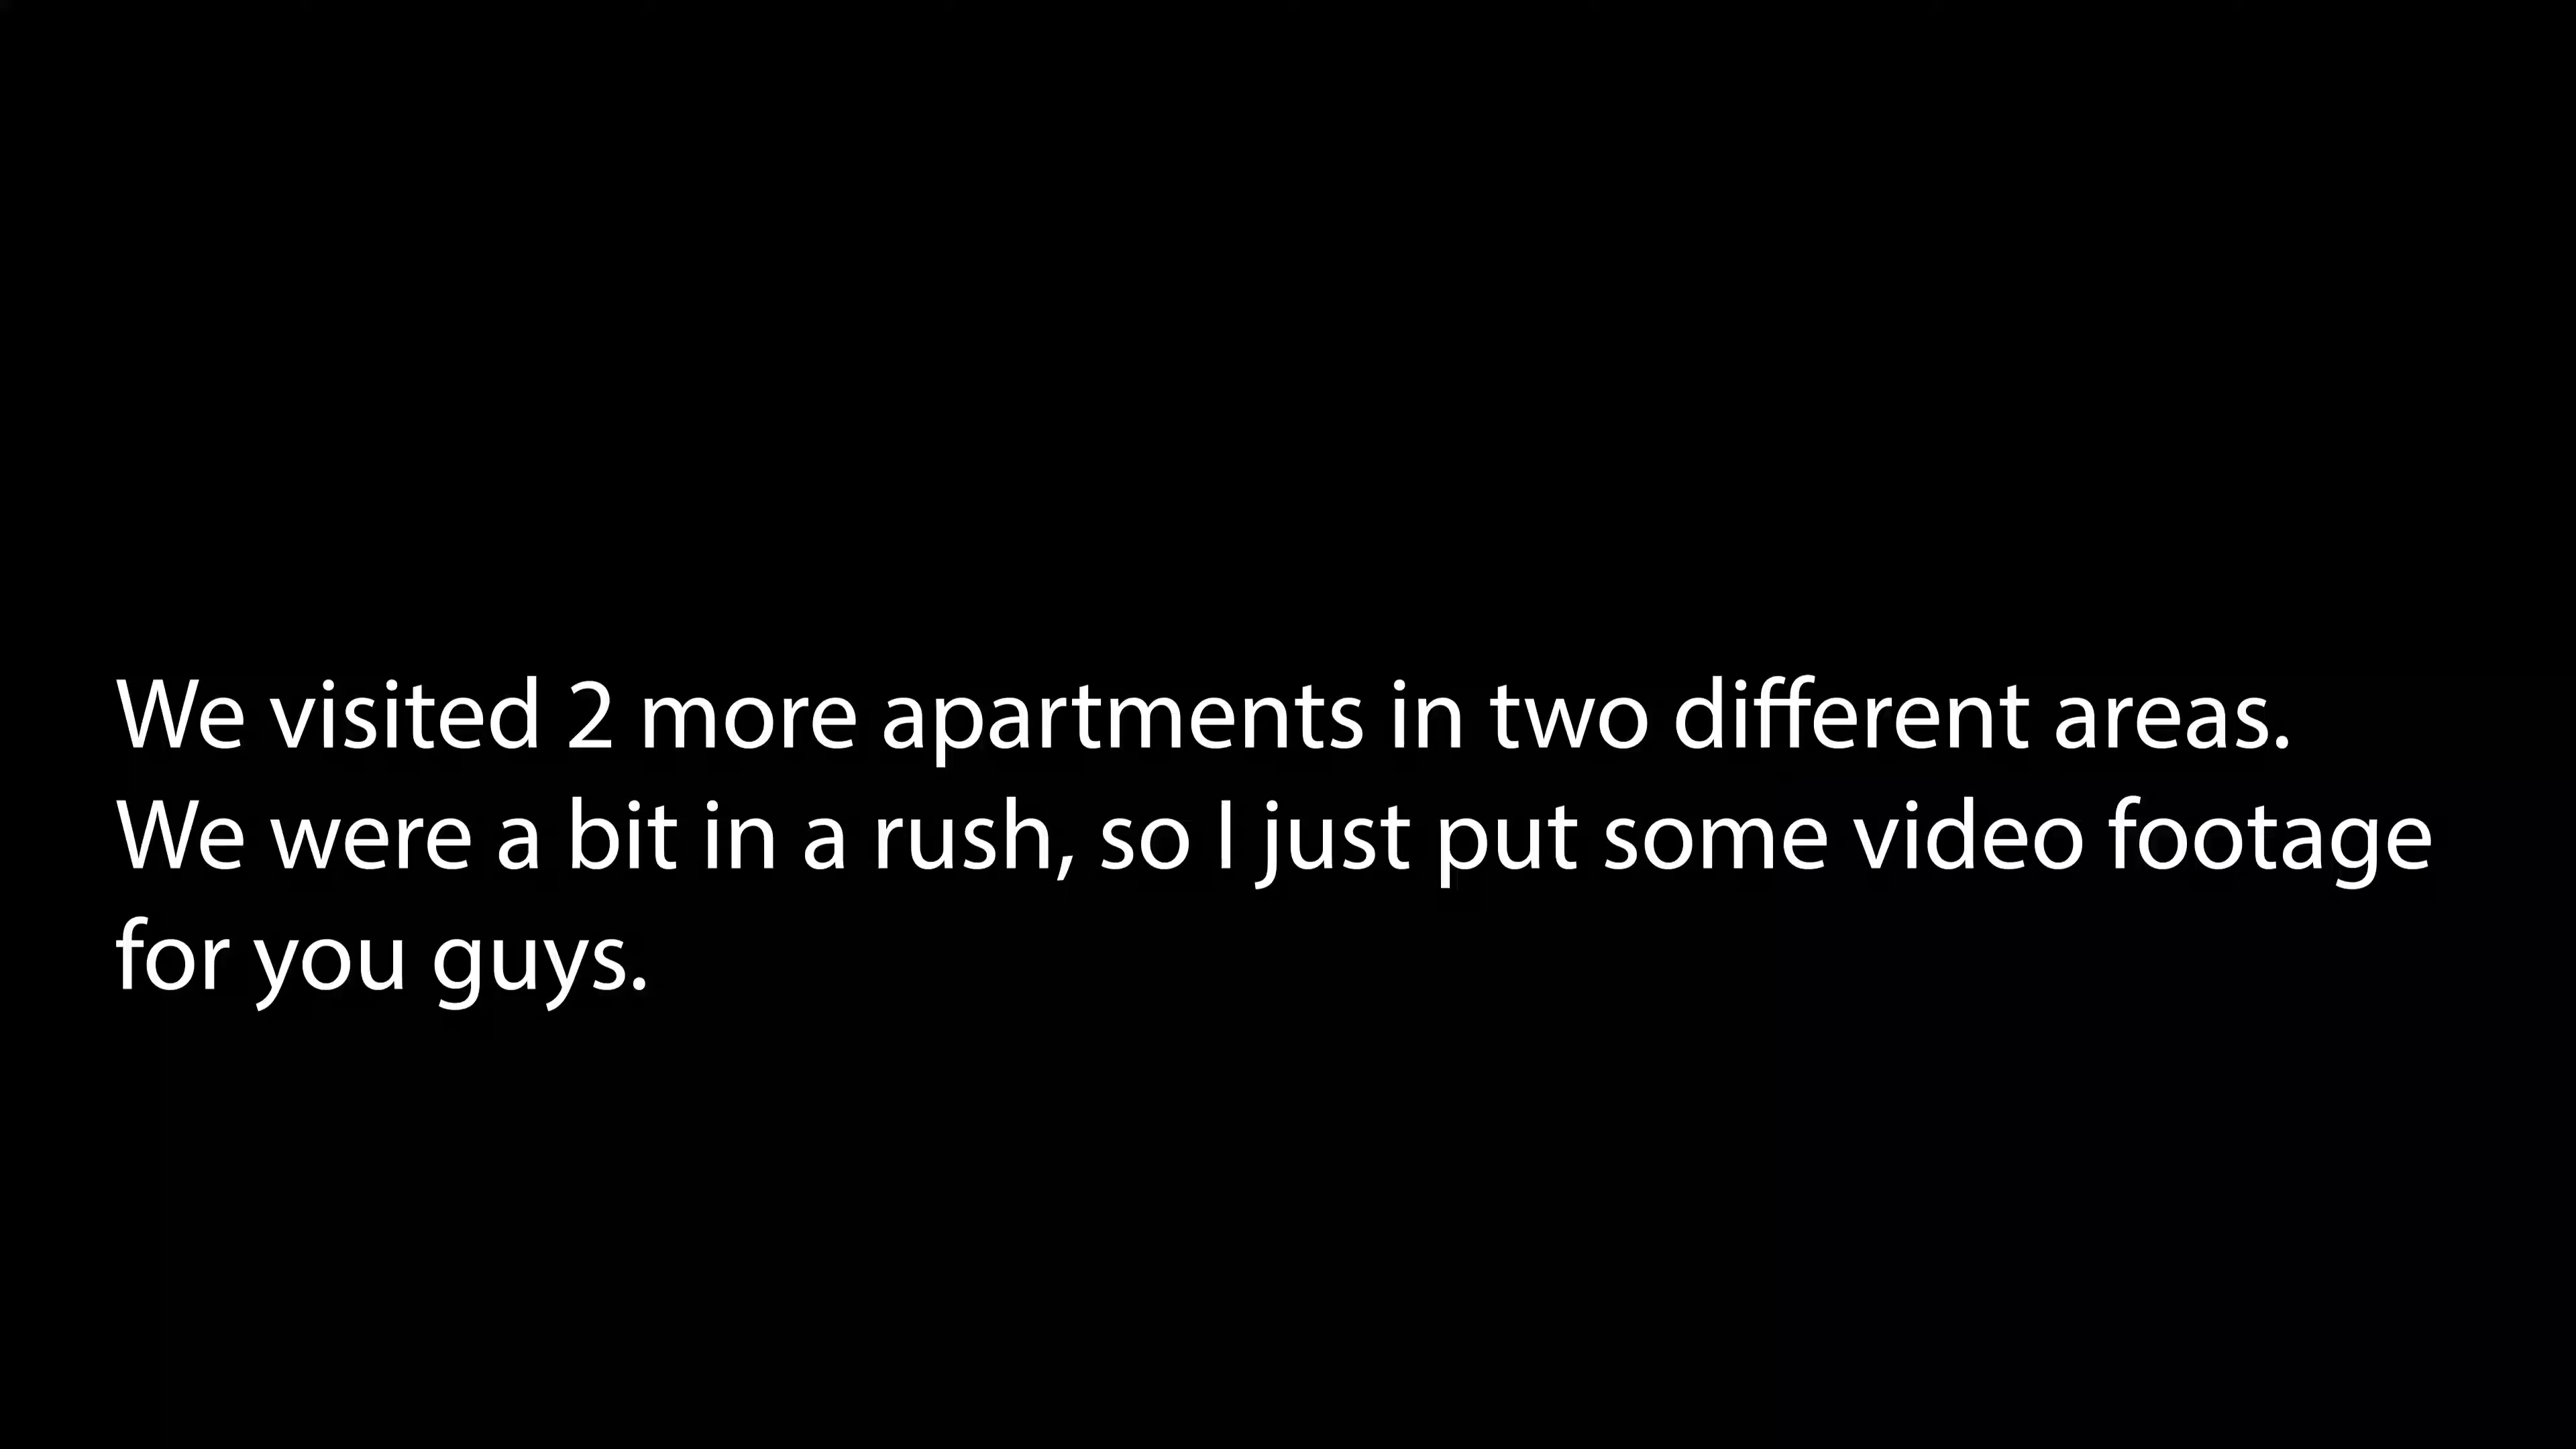 We visited 2 more apartments in two different areas.
We were a bit in a rush, so I just put some video footage
for you guys.